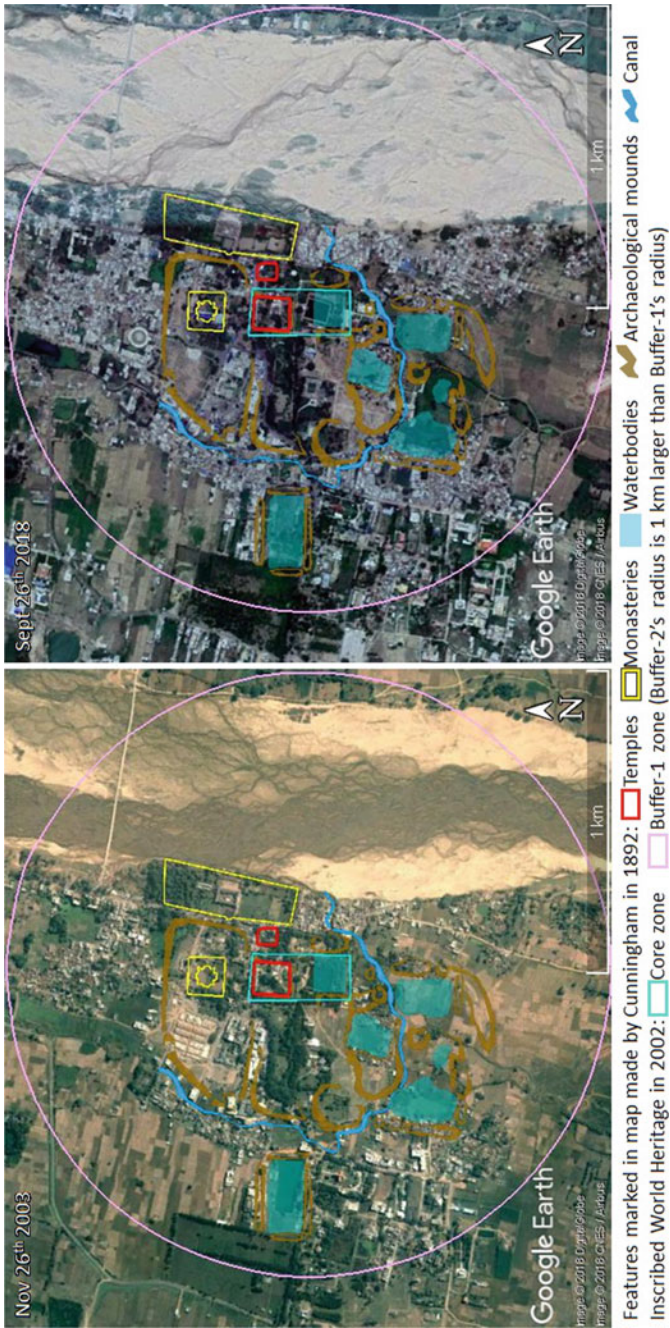 Nov 26th 2003
N
1 km
Google Earth
Image © 2018 DigitalGlobe
Image © 2018 CNES / Airbus
Sept 26th 2018
N
1 km
Google Earth
Image © 2018 DigitalGlobe
Image © 2018 CNES / Airbus
Features marked in map made by Cunningham in 1892: Temples Monasteries Waterbodies Archaeological mounds Canal
Inscribed World Heritage in 2002: Core zone Buffer-1 zone (Buffer-2's radius is 1 km larger than Buffer-1's radius)